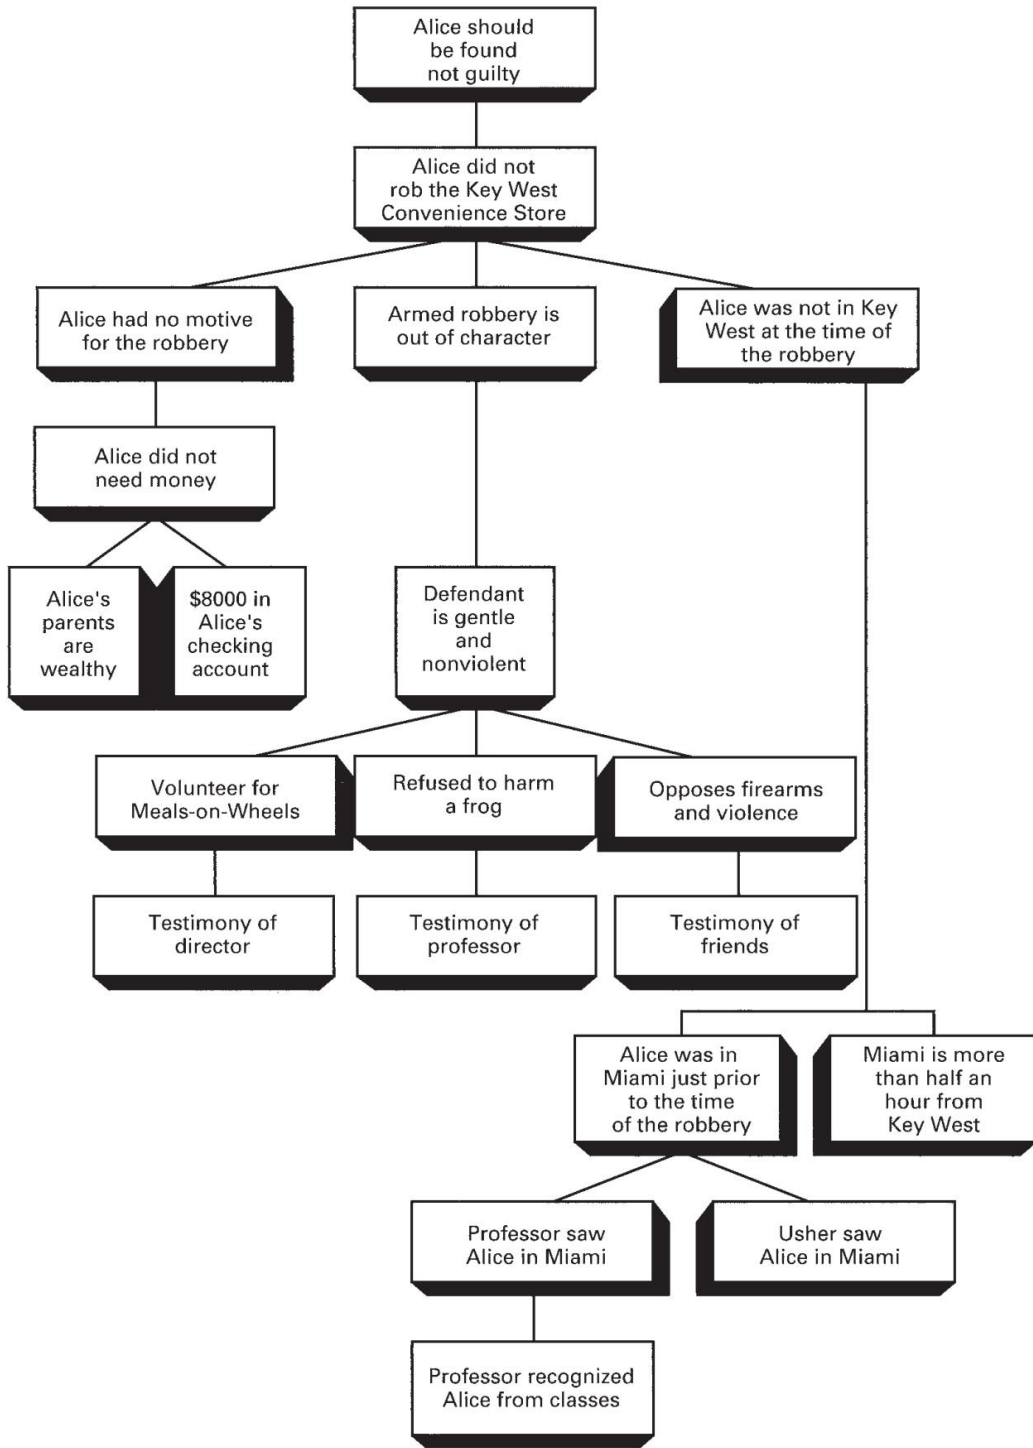 Alice should
be found
not guilty
Alice did not
rob the Key West
Convenience Store
Alice had no motive
for the robbery
Armed robbery is
out of character
Alice was not in Key
West at the time of
the robbery
Alice did not
need money
Alice's
parents
are
wealthy
$8000 in
Alice's
checking
account
Defendant
is gentle
and
nonviolent
Volunteer for
Meals-on-Wheels
Refused to harm
a frog
Opposes firearms
and violence
Testimony of
director
Testimony of
professor
Testimony of
friends
Alice was in
Miami just prior
to the time
of the robbery
Miami is more
than half an
hour from
Key West
Professor saw
Alice in Miami
Usher saw
Alice in Miami
Professor recognized
Alice from classes